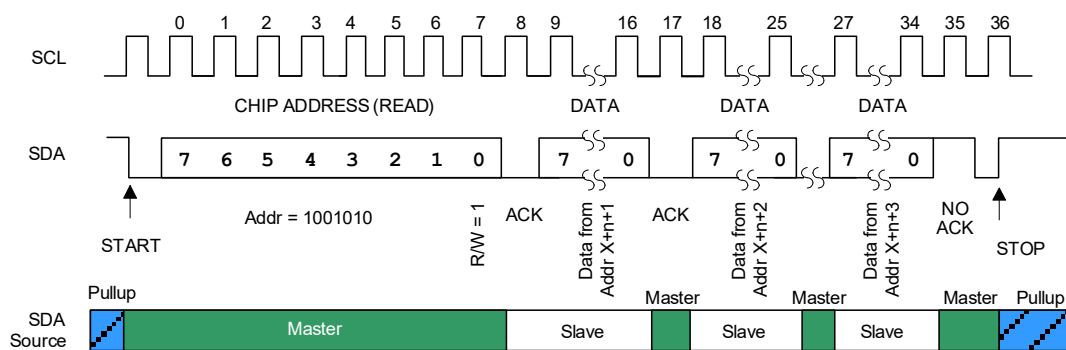 0 1 2 3 4 5 6 7 8 9 16 17 18 25 27 34 35 36
SCL
CHIP ADDRESS (READ) DATA DATA DATA
SDA 7 6 5 4 3 2 1 0 7 0 7 0 7 0
START
Addr = 1001010
R/W = 1
ACK
Data from
Addr X+n+1
ACK
Data from
Addr X+n+2
Data from
Addr X+n+3
NO
ACK
STOP
Pullup Master Master Master Pullup
SDA
Source
Master Slave Slave Slave